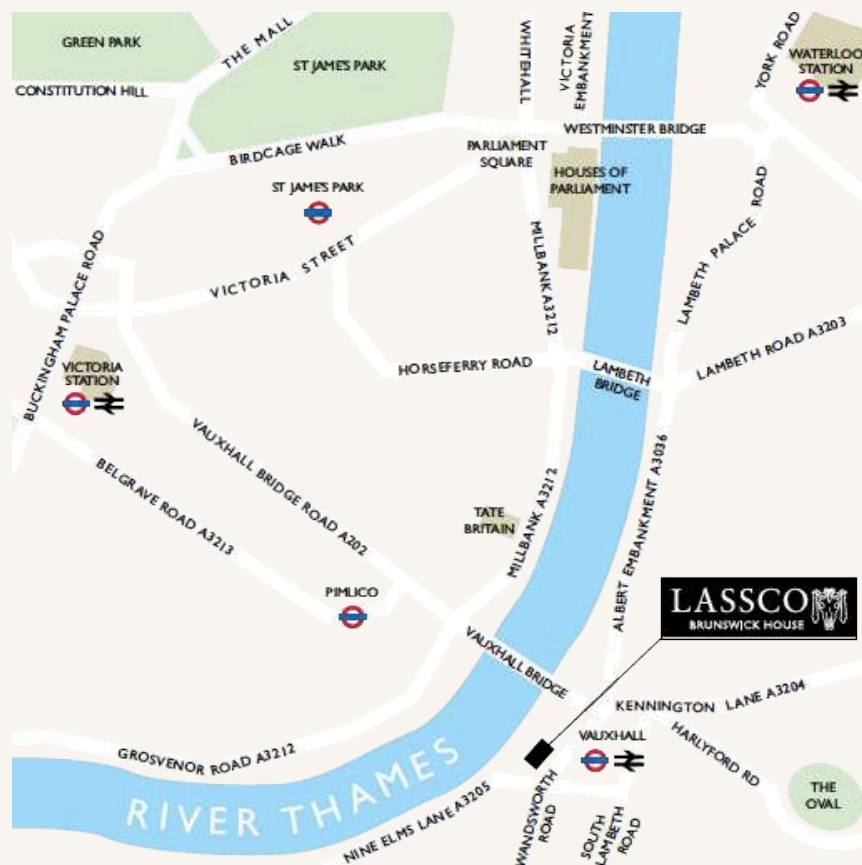 GREEN PARK
THE MALL
ST JAMES'S PARK
WHITEHALL
VICTORIA
EMBANKMENT
YORK ROAD
WATERLOO
STATION
CONSTITUTION HILL
BIRDCAGE WALK
WESTMINSTER BRIDGE
PARLIAMENT
SQUARE
HOUSES OF
PARLIAMENT
ST JAME'S PARK
LAMBETH PALACE ROAD
VICTORIA STREET
MILLBANK A3212
BUCKINGHAM PALACE ROAD
VICTORIA
STATION
HORSEFERRY ROAD
LAMBETH
BRIDGE
LAMBETH ROAD A3203
VAUXHALL BRIDGE ROAD A202
BELGRAVE ROAD A3213
TATE
BRITAIN
MILLBANK A3212
ALBERT EMBANKMENT A3036
PIMLICO
LASSCO
BRUNSWICK HOUSE
VAUXHALL BRIDGE
KENNINGTON LANE A3204
VAUXHALL
HARLYFORD RD
GROSVENOR ROAD A3212
RIVER THAMES
NINE ELMS LANE A3205
WANDSWORTH
ROAD
SOUTH
LAMBETH
ROAD
THE
OVAL